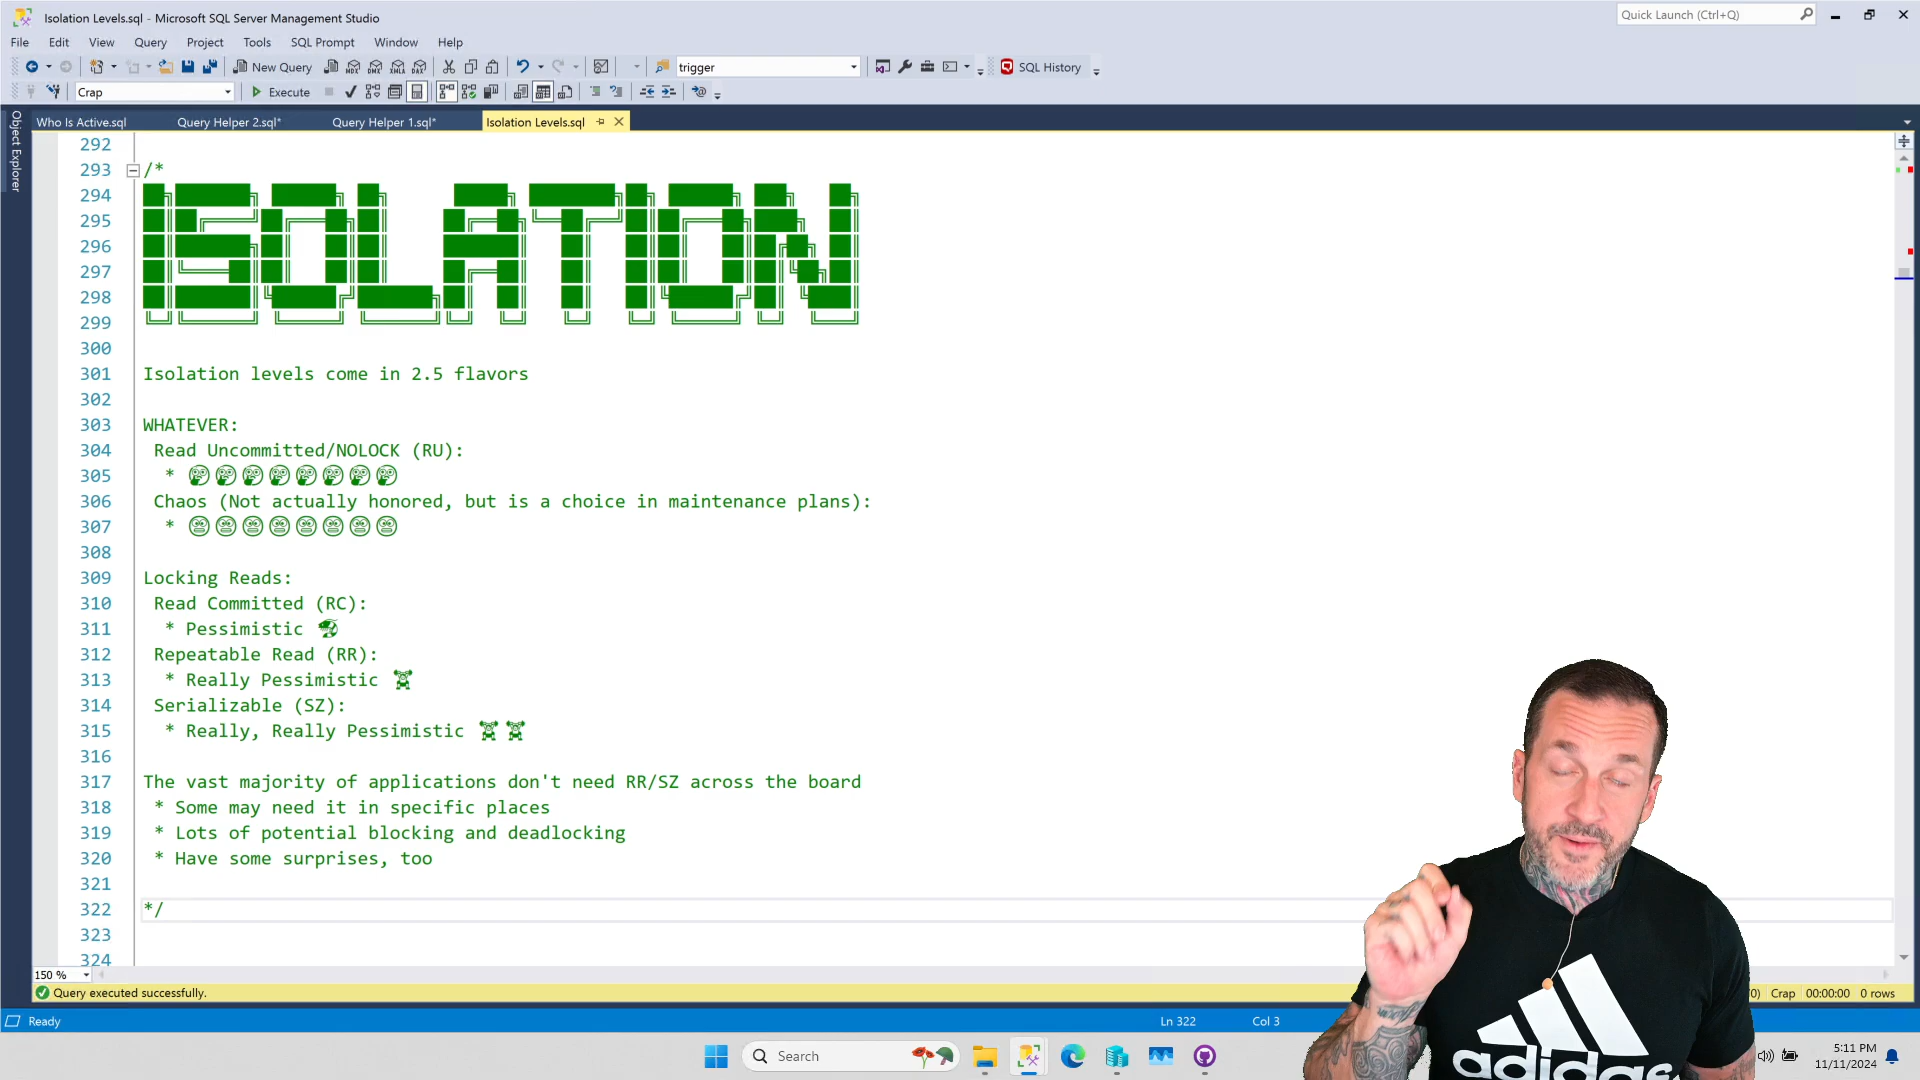 Isolation Levels.sql - Microsoft SQL Server Management Studio
Quick Launch (Ctrl+Q)
File Edit View Query Project Tools SQL Prompt Window Help
New Query
MDX DMX XMLA DAX
trigger
SQL History
Crap
Execute
Object Explorer
Who Is Active.sql Query Helper 2.sql* Query Helper 1.sql* Isolation Levels.sql
292
293 /*
294
295
296
297
298
299
ISOLATION
300
301 Isolation levels come in 2.5 flavors
302
303 WHATEVER:
304 Read Uncommitted/NOLOCK (RU):
305 *
306 Chaos (Not actually honored, but is a choice in maintenance plans):
307 *
308
309 Locking Reads:
310 Read Committed (RC):
311 * Pessimistic
312 Repeatable Read (RR):
313 * Really Pessimistic
314 Serializable (SZ):
315 * Really, Really Pessimistic
316
317 The vast majority of applications don't need RR/SZ across the board
318 * Some may need it in specific places
319 * Lots of potential blocking and deadlocking
320 * Have some surprises, too
321
322 */
323
324
150 %
Query executed successfully.
0) Crap 00:00:00 0 rows
Ready
Ln 322 Col 3
adidas
Search
5:11 PM
11/11/2024